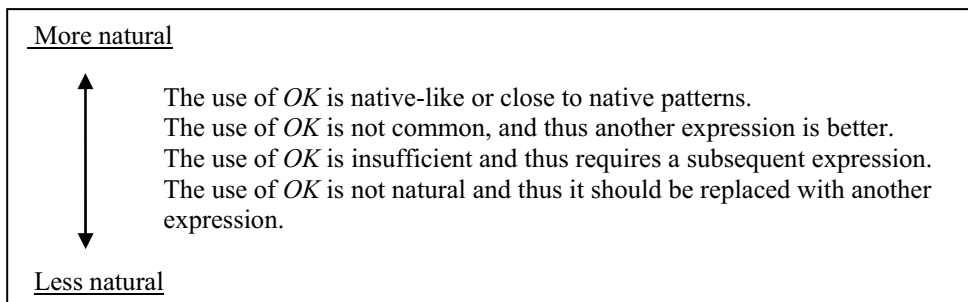 More natural
The use of OK is native-like or close to native patterns.
The use of OK is not common, and thus another expression is better.
The use of OK is insufficient and thus requires a subsequent expression.
The use of OK is not natural and thus it should be replaced with another
expression.
Less natural